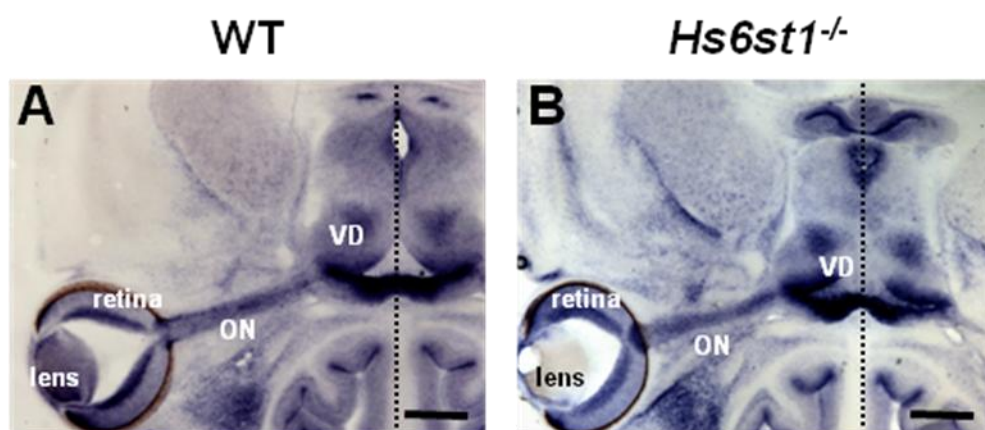 WT
Hs6st1-/-
A
B
VD
VD
retina
retina
ON
ON
lens
lens